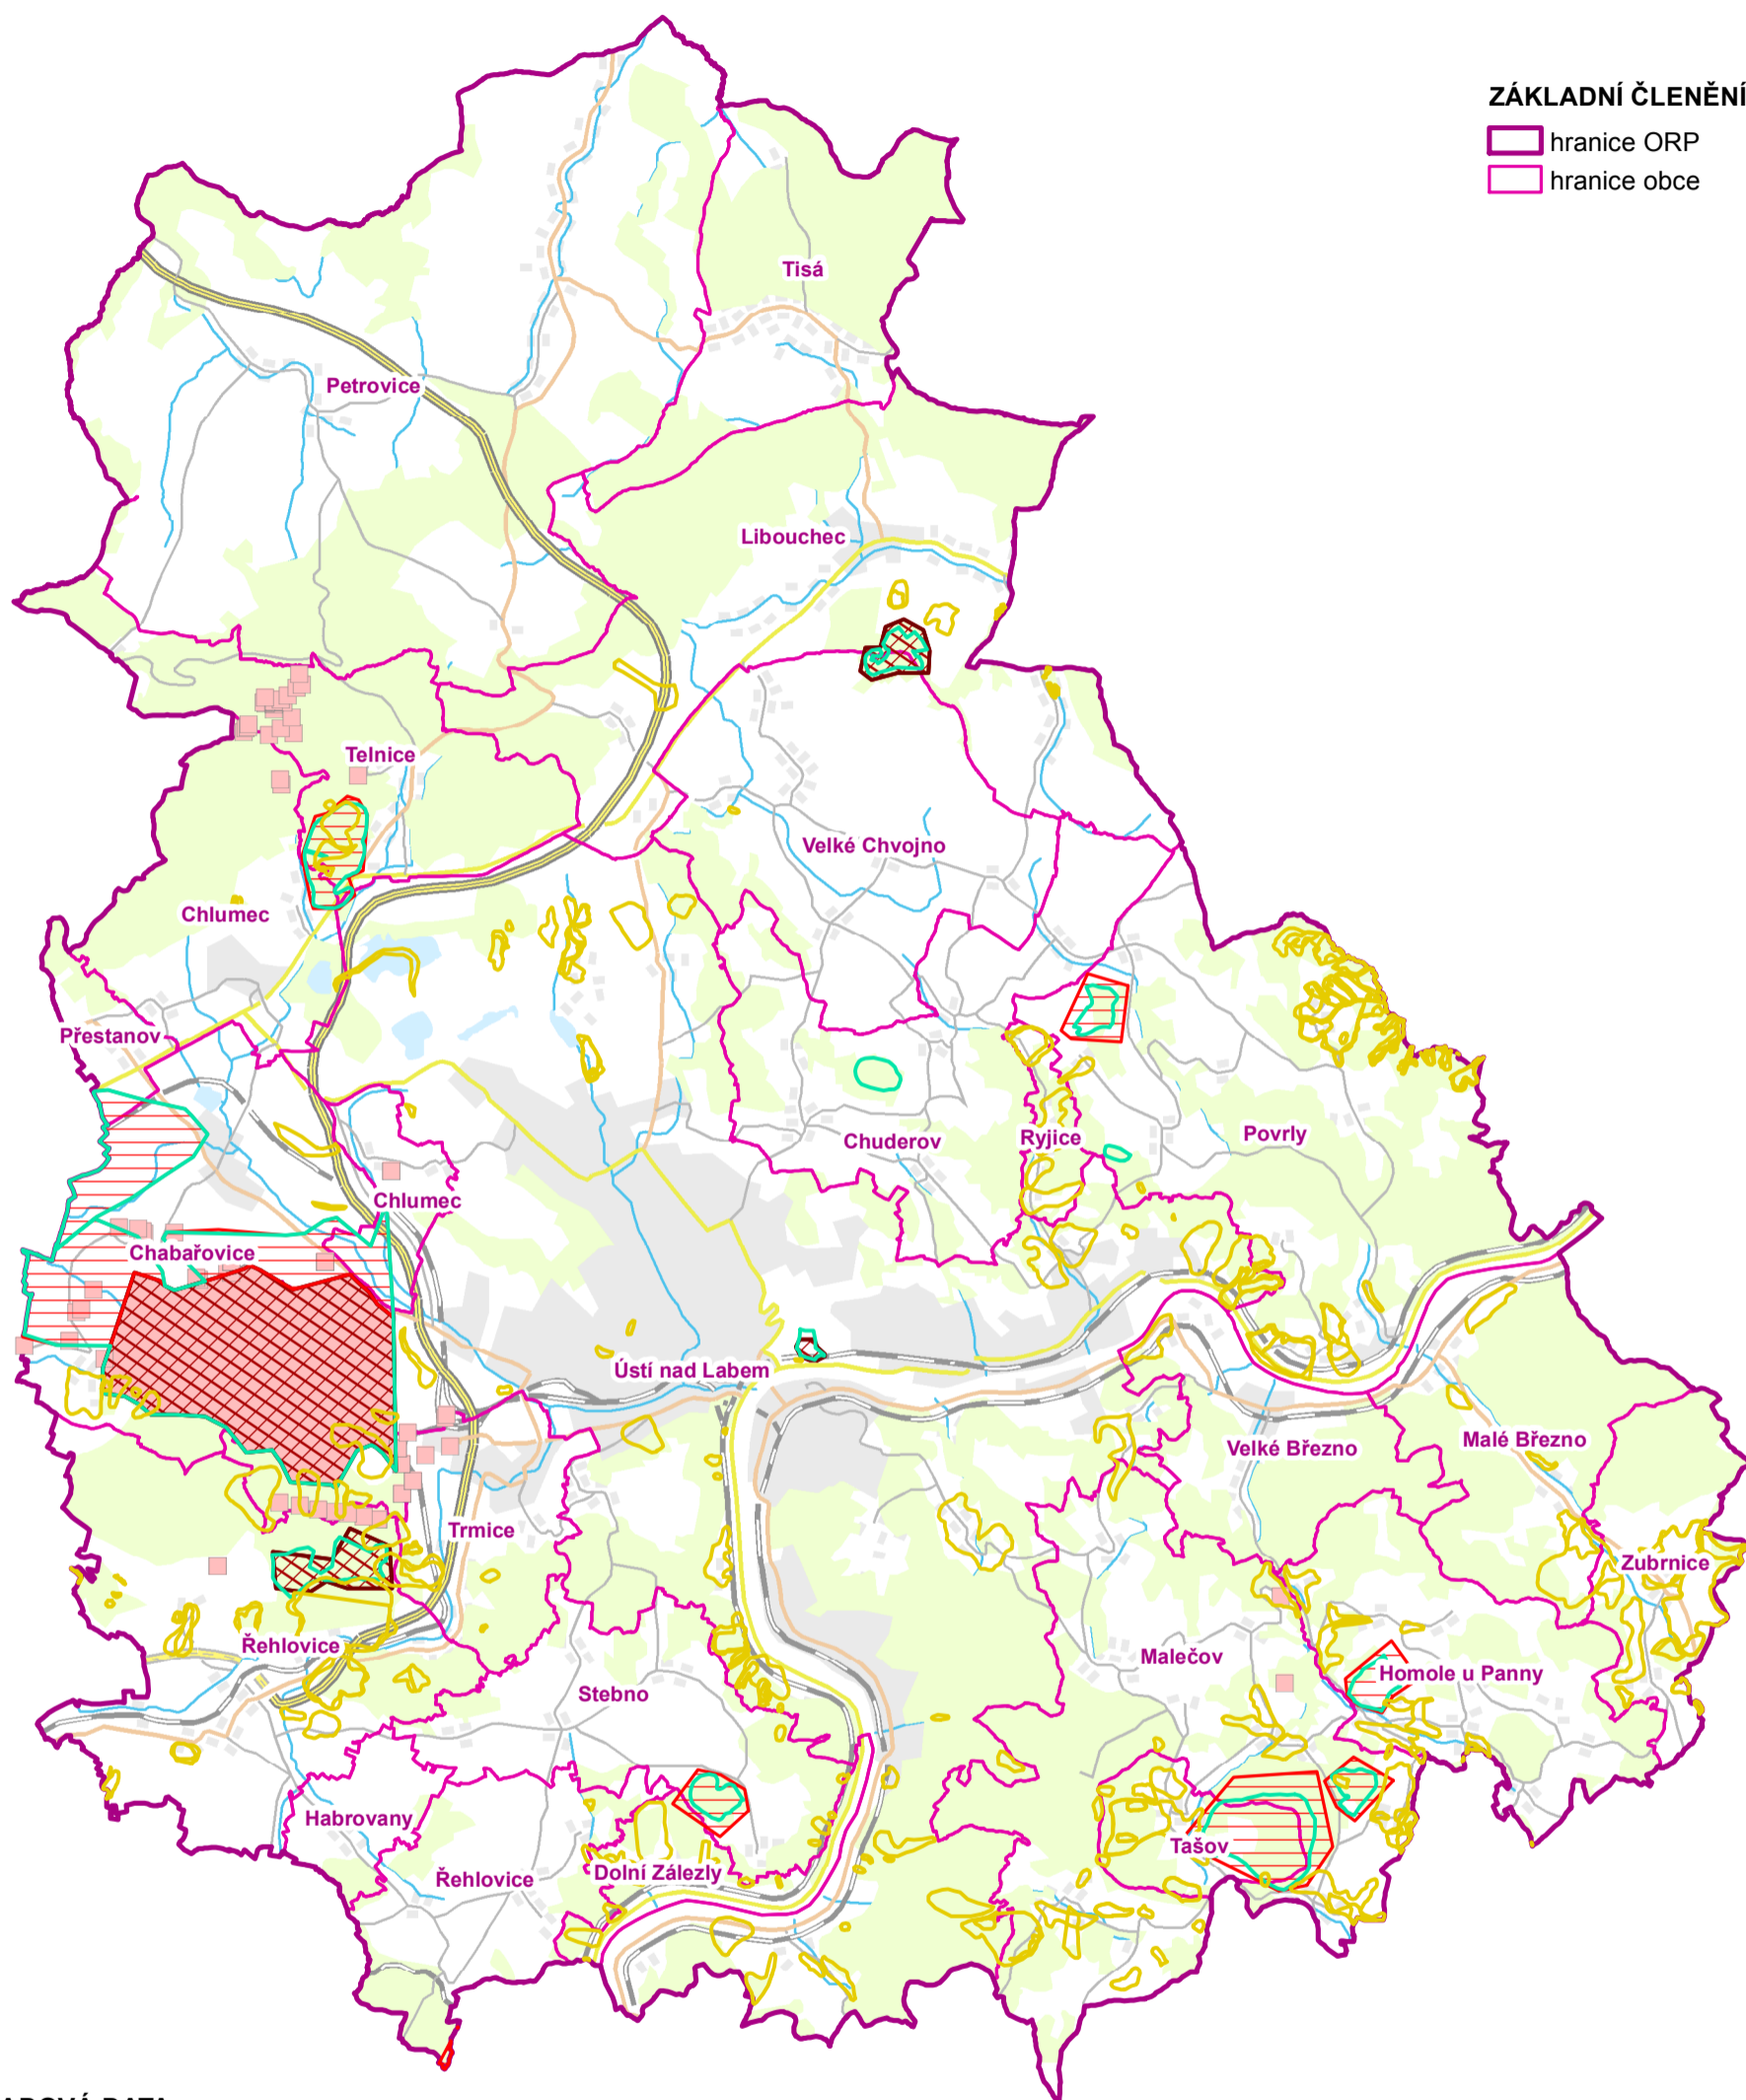 ZÁKLADNÍ ČLENĚNÍ
hranice ORP
hranice obce
Tisá
Petrovice
Libouchec
Telnice
Velké Chvojno
Chlumec
Přestanov
Chuderov
Ryjice
Povrly
Chlumec
Chabařovice
Ústí nad Labem
Velké Březno
Malé Březno
Trmice
Zubrnice
Řehlovice
Malečov
Homole u Panny
Stebno
Habrovany
Tašov
Řehlovice
Dolní Zálezly